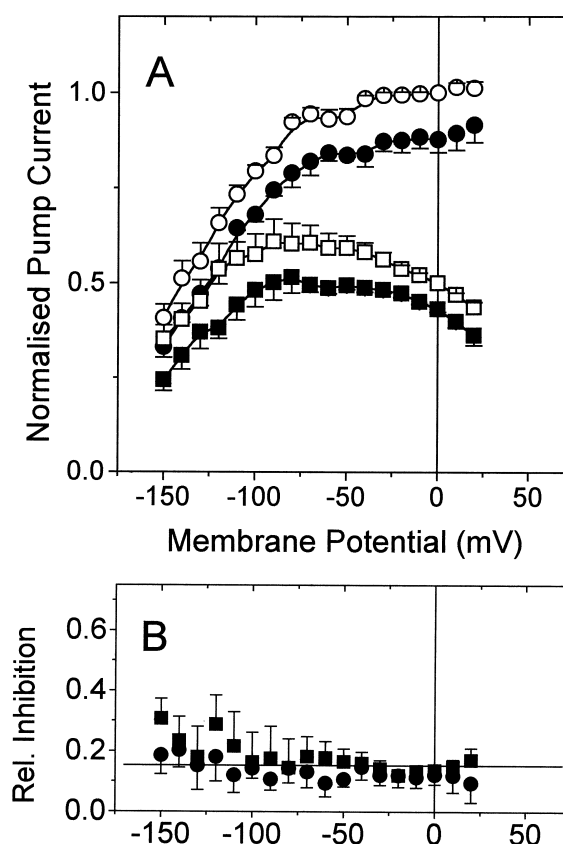 A
1.0
0.5
0.0
Normalised Pump Current
-150 -100 -50 0 50
Membrane Potential (mV)
B
0.6
0.4
0.2
0.0
Rel. Inhibition
-150 -100 -50 0 50